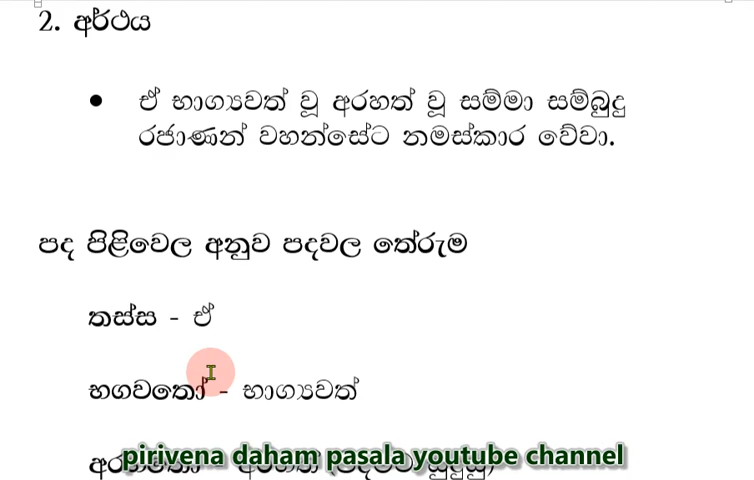 2. අර්ථය
● ඒ භාග්‍යවත් වූ අරහත් වූ සම්මා සම්බුදු
රජාණන් වහන්සේට නමස්කාර වේවා.
පද පිළිවෙල අනුව පදවල තේරුම
තස්ස - ඒ
භගවතෝ - භාග්‍යවත්
pirivena daham pasala youtube channel